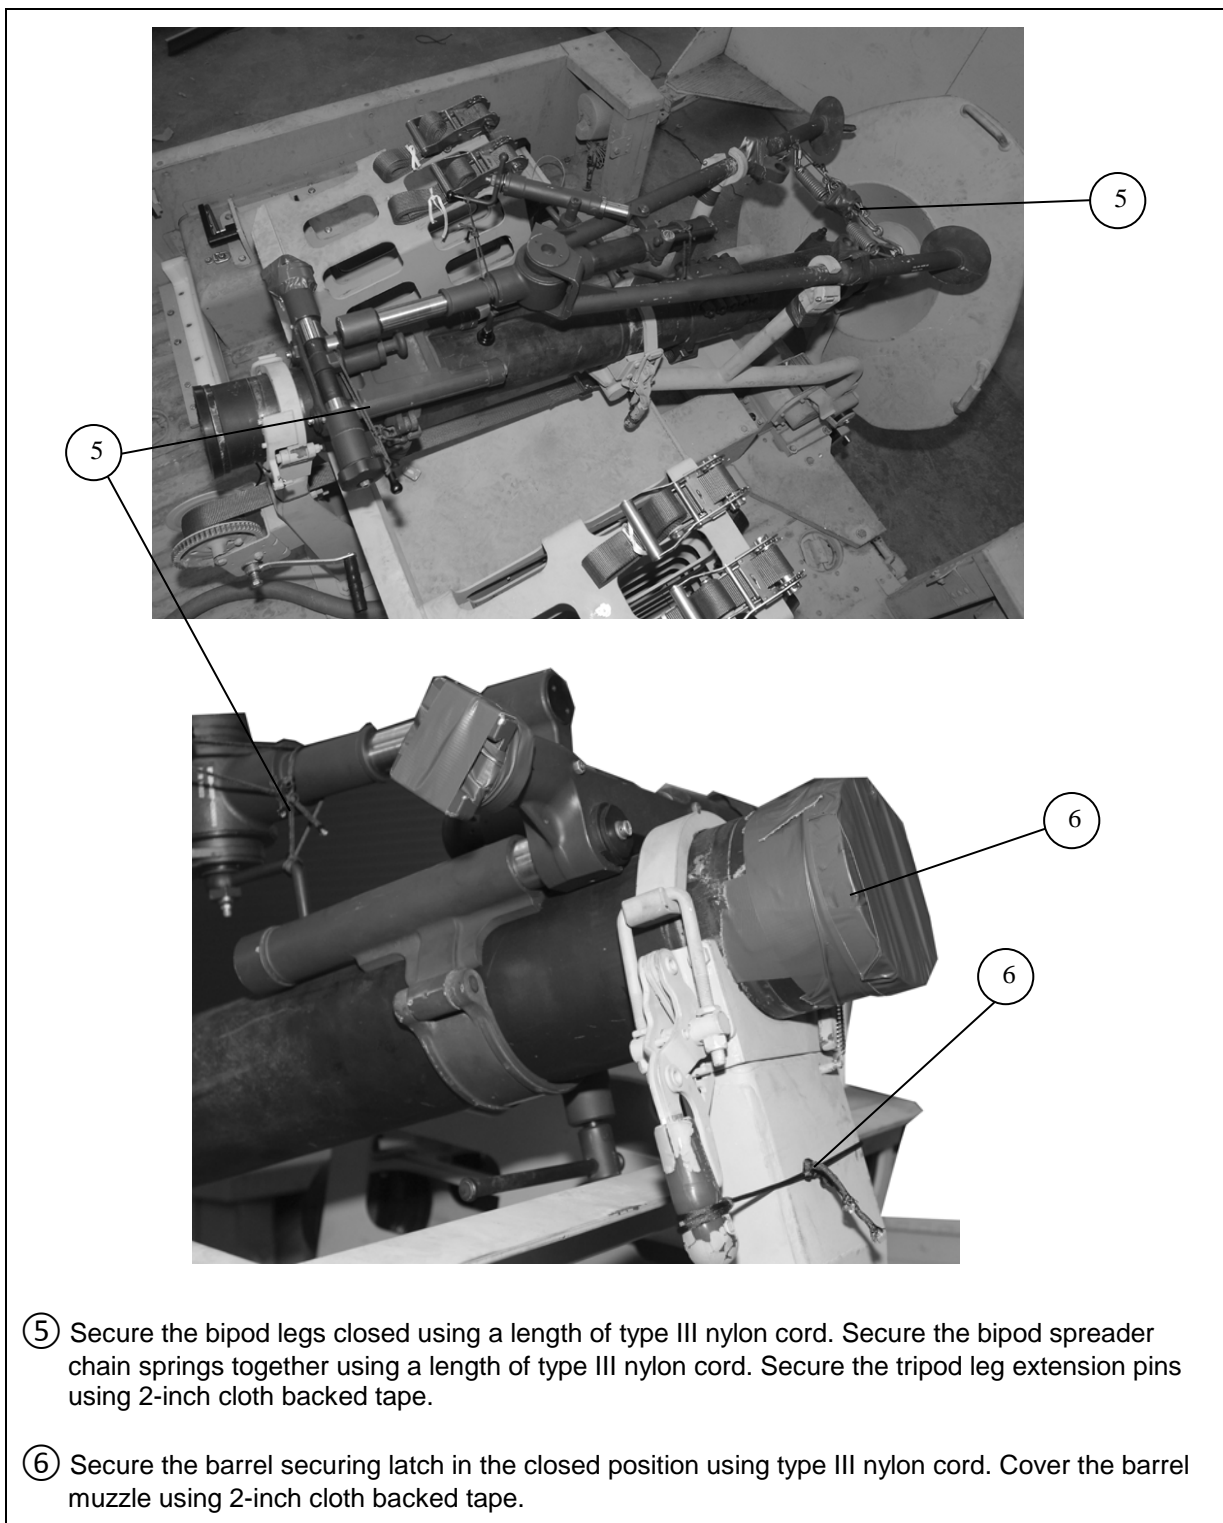 5
5
6
6
⑤ Secure the bipod legs closed using a length of type III nylon cord. Secure the bipod spreader
chain springs together using a length of type III nylon cord. Secure the tripod leg extension pins
using 2-inch cloth backed tape.
⑥ Secure the barrel securing latch in the closed position using type III nylon cord. Cover the barrel
muzzle using 2-inch cloth backed tape.